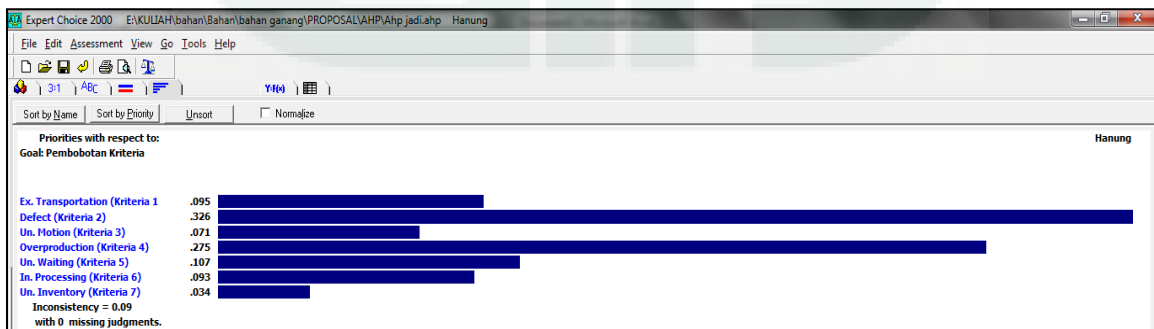 Expert Choice 2000 E:\KULIAH\bahan\Bahan\bahan ganang\PROPOSAL\AHP\Ahp jadi.ahp Hanung
File Edit Assessment View Go Tools Help
3:1 ABC Y=f(x)
Sort by Name Sort by Priority Unsort Normalize
Priorities with respect to: Hanung
Goal: Pembobotan Kriteria
Ex. Transportation (Kriteria 1 .095
Defect (Kriteria 2) .326
Un. Motion (Kriteria 3) .071
Overproduction (Kriteria 4) .275
Un. Waiting (Kriteria 5) .107
In. Processing (Kriteria 6) .093
Un. Inventory (Kriteria 7) .034
Inconsistency = 0.09
with 0 missing judgments.